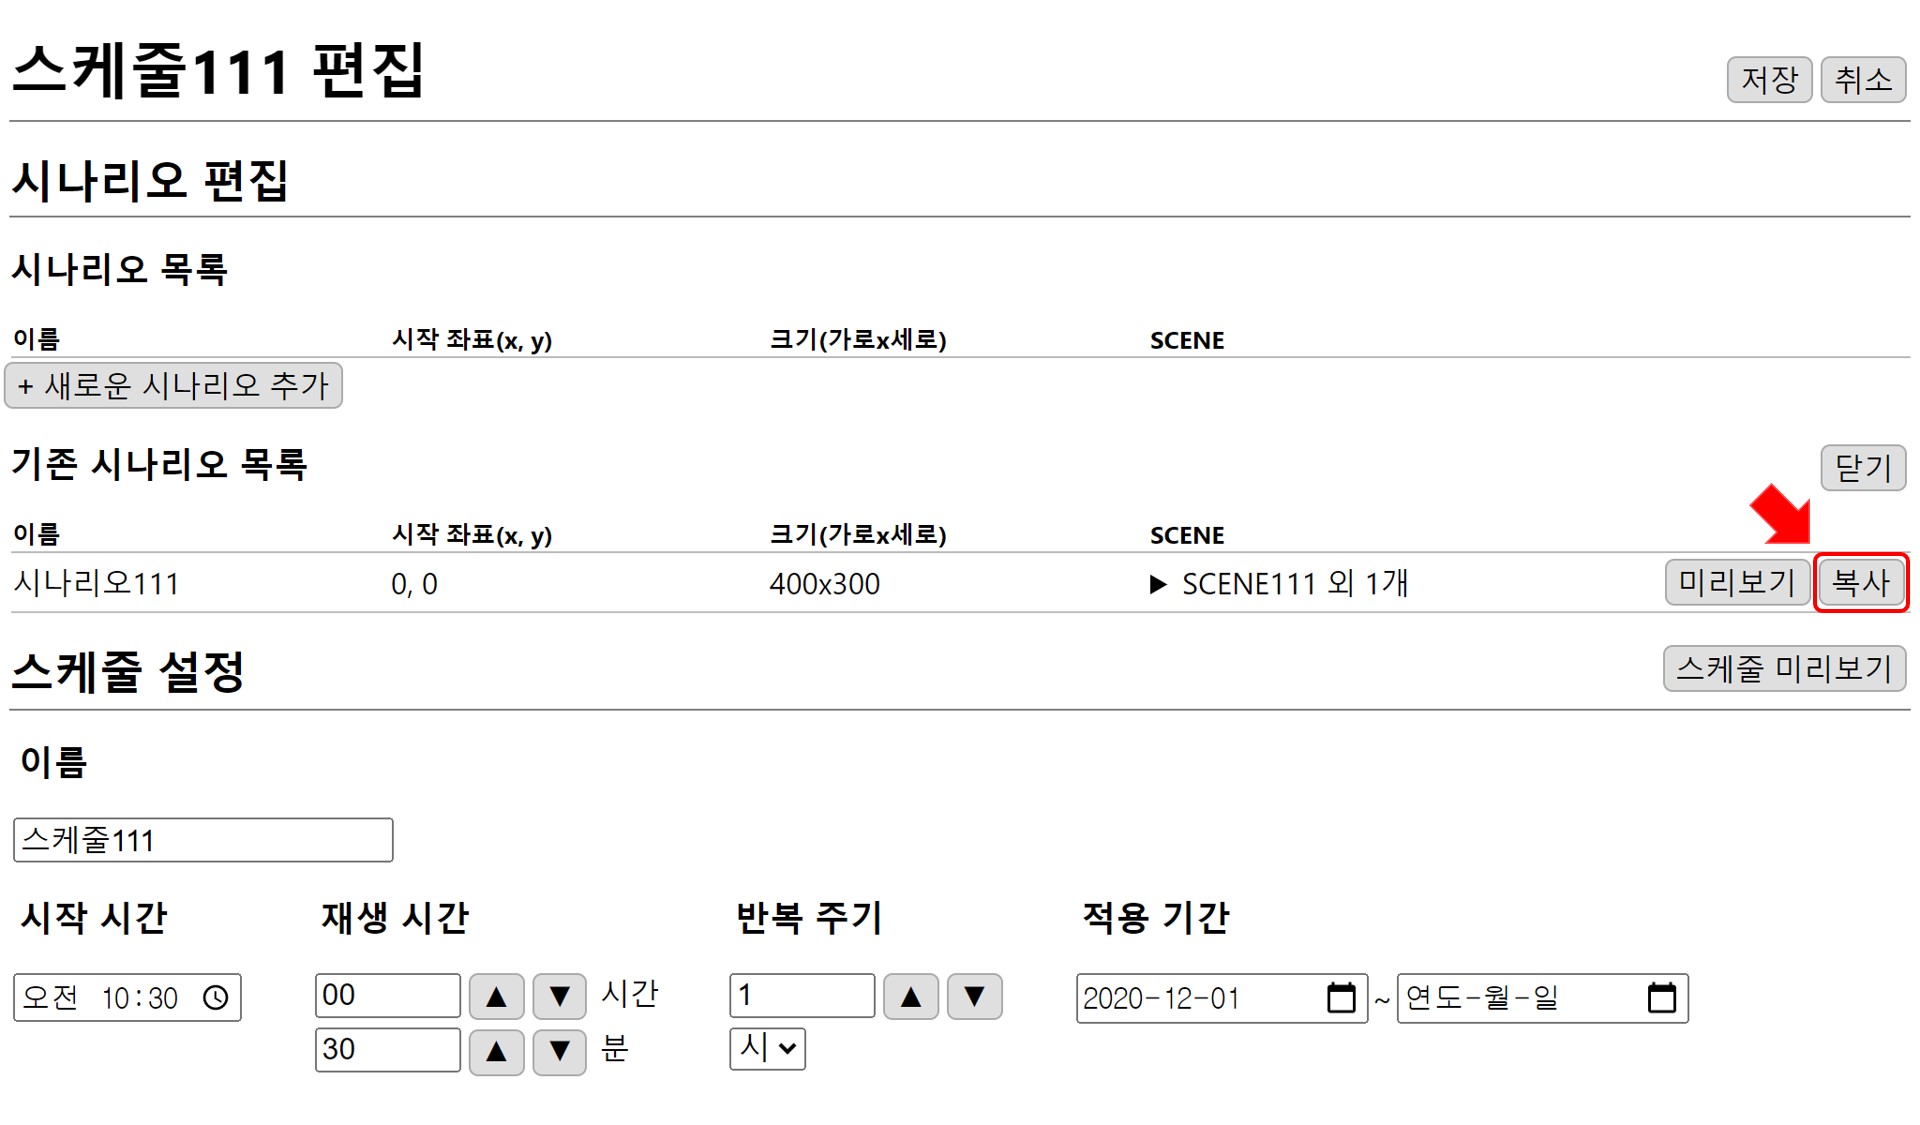 스케줄111 편집
저장 취소
시나리오 편집
시나리오 목록
이름 시작 좌표(x, y) 크기(가로x세로) SCENE
+ 새로운 시나리오 추가
기존 시나리오 목록 닫기
이름 시작 좌표(x, y) 크기(가로x세로) SCENE
시나리오111 0, 0 400x300 ▶ SCENE111 외 1개 미리보기 복사
스케줄 설정 스케줄 미리보기
이름
스케줄111
시작 시간 재생 시간 반복 주기 적용 기간
오전 10:30 00 ▲ ▼ 시간 1 ▲ ▼ 2020-12-01 ~ 연도-월-일
30 ▲ ▼ 분 시